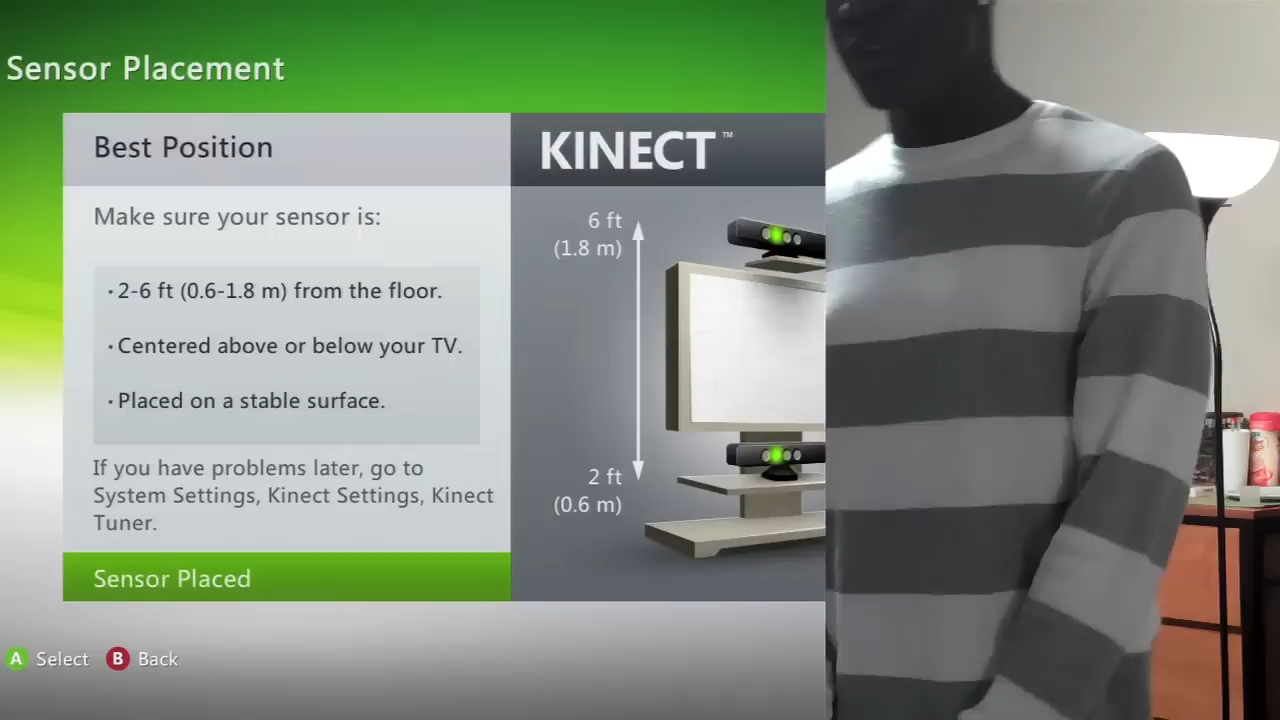 Sensor Placement
Best Position
Make sure your sensor is:
· 2-6 ft (0.6-1.8 m) from the floor.
· Centered above or below your TV.
· Placed on a stable surface.
If you have problems later, go to
System Settings, Kinect Settings, Kinect
Tuner.
Sensor Placed
KINECT™
6 ft
(1.8 m)
2 ft
(0.6 m)
A Select B Back